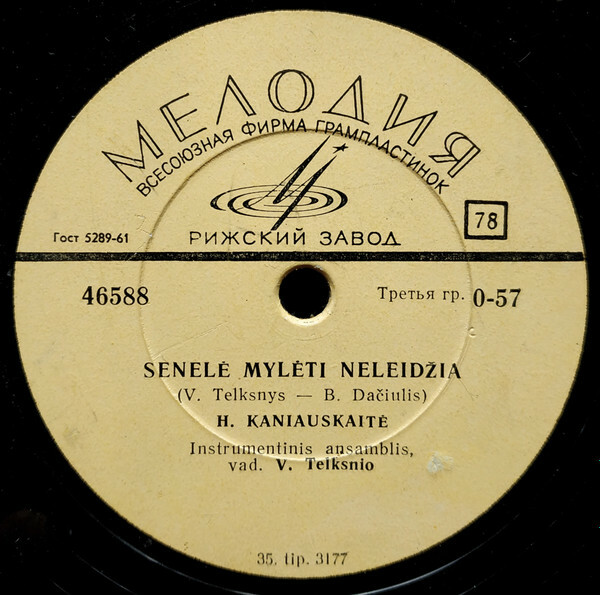 МЕЛОДИЯ
ВСЕСОЮЗНАЯ ФИРМА ГРАМПЛАСТИНОК
78
Гост 5289-61
РИЖСКИЙ ЗАВОД
46588
Третья гр. 0-57
SENELĖ MYLĖTI NELEIDŽIA
(V. Telksnys — B. Dačiulis)
H. KANIAUSKAITĖ
Instrumentinis ansamblis,
vad. V. Telksnio
35. tip. 3177